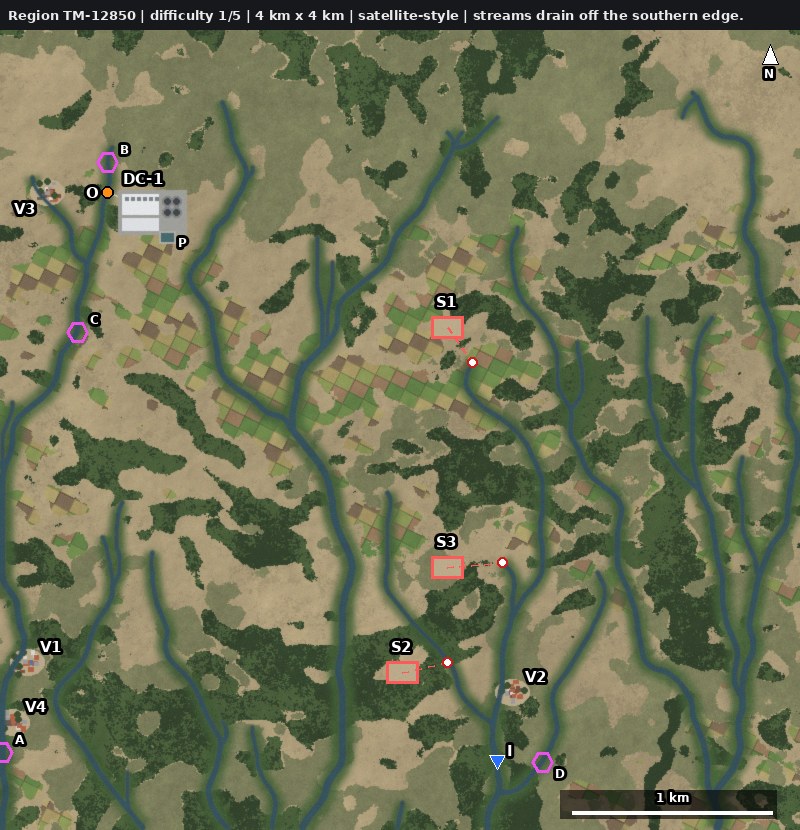 Region TM-12850 | difficulty 1/5 | 4 km x 4 km | satellite-style | streams drain off the southern edge.
N
B
O
DC-1
V3
P
S1
C
S3
S2
V1
V2
V4
A
I
D
1 km